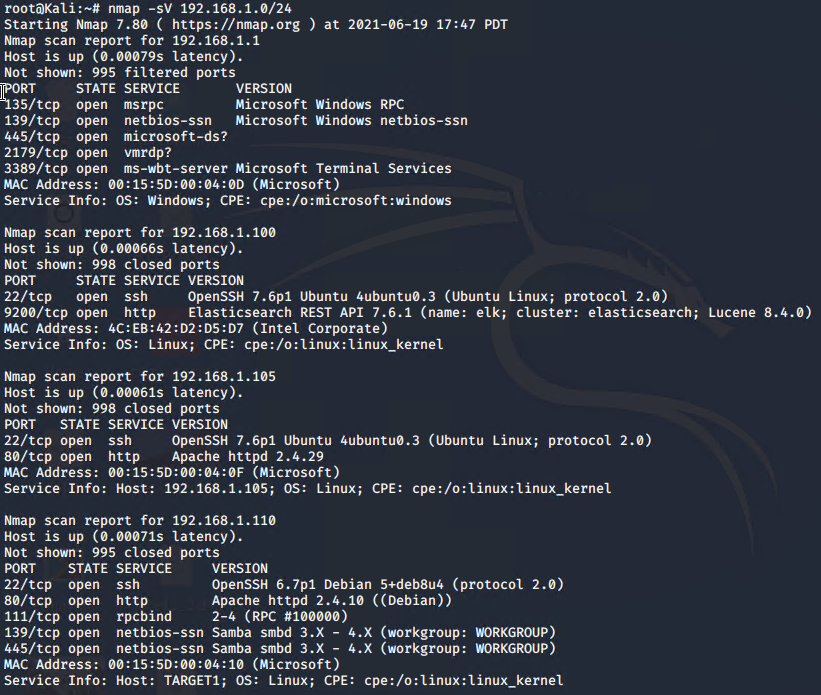 root@Kali:~# nmap -sV 192.168.1.0/24
Starting Nmap 7.80 ( https://nmap.org ) at 2021-06-19 17:47 PDT
Nmap scan report for 192.168.1.1
Host is up (0.00079s latency).
Not shown: 995 filtered ports
PORT     STATE SERVICE       VERSION
135/tcp  open  msrpc         Microsoft Windows RPC
139/tcp  open  netbios-ssn   Microsoft Windows netbios-ssn
445/tcp  open  microsoft-ds?
2179/tcp open  vmrdp?
3389/tcp open  ms-wbt-server Microsoft Terminal Services
MAC Address: 00:15:5D:00:04:0D (Microsoft)
Service Info: OS: Windows; CPE: cpe:/o:microsoft:windows

Nmap scan report for 192.168.1.100
Host is up (0.00066s latency).
Not shown: 998 closed ports
PORT     STATE SERVICE VERSION
22/tcp   open  ssh     OpenSSH 7.6p1 Ubuntu 4ubuntu0.3 (Ubuntu Linux; protocol 2.0)
9200/tcp open  http    Elasticsearch REST API 7.6.1 (name: elk; cluster: elasticsearch; Lucene 8.4.0)
MAC Address: 4C:EB:42:D2:D5:D7 (Intel Corporate)
Service Info: OS: Linux; CPE: cpe:/o:linux:linux_kernel

Nmap scan report for 192.168.1.105
Host is up (0.00061s latency).
Not shown: 998 closed ports
PORT   STATE SERVICE VERSION
22/tcp open  ssh     OpenSSH 7.6p1 Ubuntu 4ubuntu0.3 (Ubuntu Linux; protocol 2.0)
80/tcp open  http    Apache httpd 2.4.29
MAC Address: 00:15:5D:00:04:0F (Microsoft)
Service Info: Host: 192.168.1.105; OS: Linux; CPE: cpe:/o:linux:linux_kernel

Nmap scan report for 192.168.1.110
Host is up (0.00071s latency).
Not shown: 995 closed ports
PORT    STATE SERVICE     VERSION
22/tcp  open  ssh         OpenSSH 6.7p1 Debian 5+deb8u4 (protocol 2.0)
80/tcp  open  http        Apache httpd 2.4.10 ((Debian))
111/tcp open  rpcbind     2-4 (RPC #100000)
139/tcp open  netbios-ssn Samba smbd 3.X - 4.X (workgroup: WORKGROUP)
445/tcp open  netbios-ssn Samba smbd 3.X - 4.X (workgroup: WORKGROUP)
MAC Address: 00:15:5D:00:04:10 (Microsoft)
Service Info: Host: TARGET1; OS: Linux; CPE: cpe:/o:linux:linux_kernel